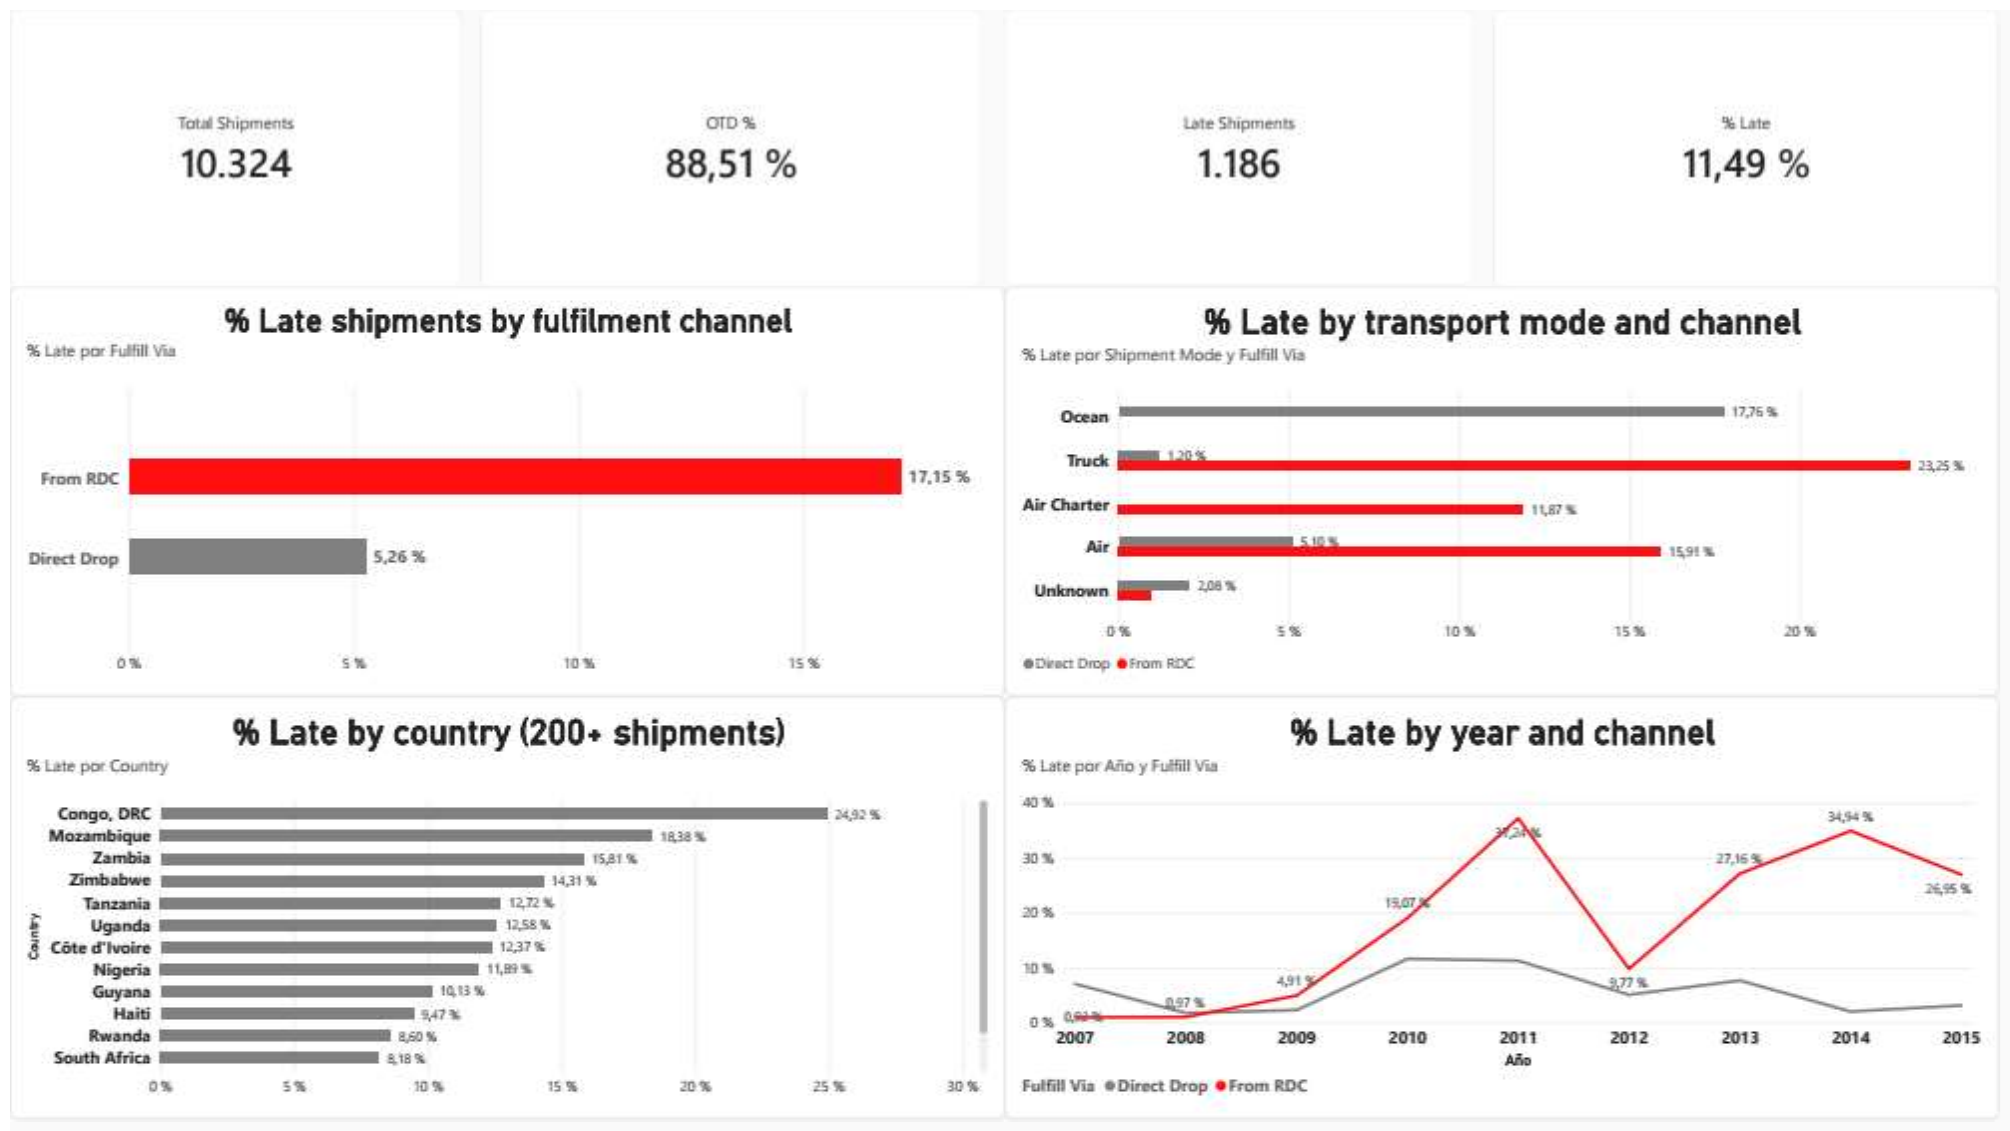 Total Shipments
10.324
OTD %
88,51 %
Late Shipments
1.186
% Late
11,49 %
% Late shipments by fulfilment channel
% Late por Fulfill Via
From RDC
17,15 %
Direct Drop
5,26 %
0 %
5 %
10 %
15 %
% Late by transport mode and channel
% Late por Shipment Mode y Fulfill Via
Ocean
17,76 %
Truck
1,20 %
23,25 %
Air Charter
11,87 %
Air
5,10 %
15,91 %
Unknown
2,08 %
0 %
5 %
10 %
15 %
20 %
Direct Drop
From RDC
% Late by country (200+ shipments)
% Late por Country
Country
Congo, DRC
24,92 %
Mozambique
18,38 %
Zambia
15,81 %
Zimbabwe
14,31 %
Tanzania
12,72 %
Uganda
12,58 %
Côte d'Ivoire
12,37 %
Nigeria
11,89 %
Guyana
10,13 %
Haiti
9,47 %
Rwanda
8,60 %
South Africa
8,18 %
0 %
5 %
10 %
15 %
20 %
25 %
30 %
% Late by year and channel
% Late por Año y Fulfill Via
40 %
30 %
20 %
10 %
0 %
0,97 %
4,91 %
19,07 %
37,24 %
9,77 %
27,16 %
34,94 %
26,95 %
2007
2008
2009
2010
2011
2012
2013
2014
2015
Año
Fulfill Via
Direct Drop
From RDC